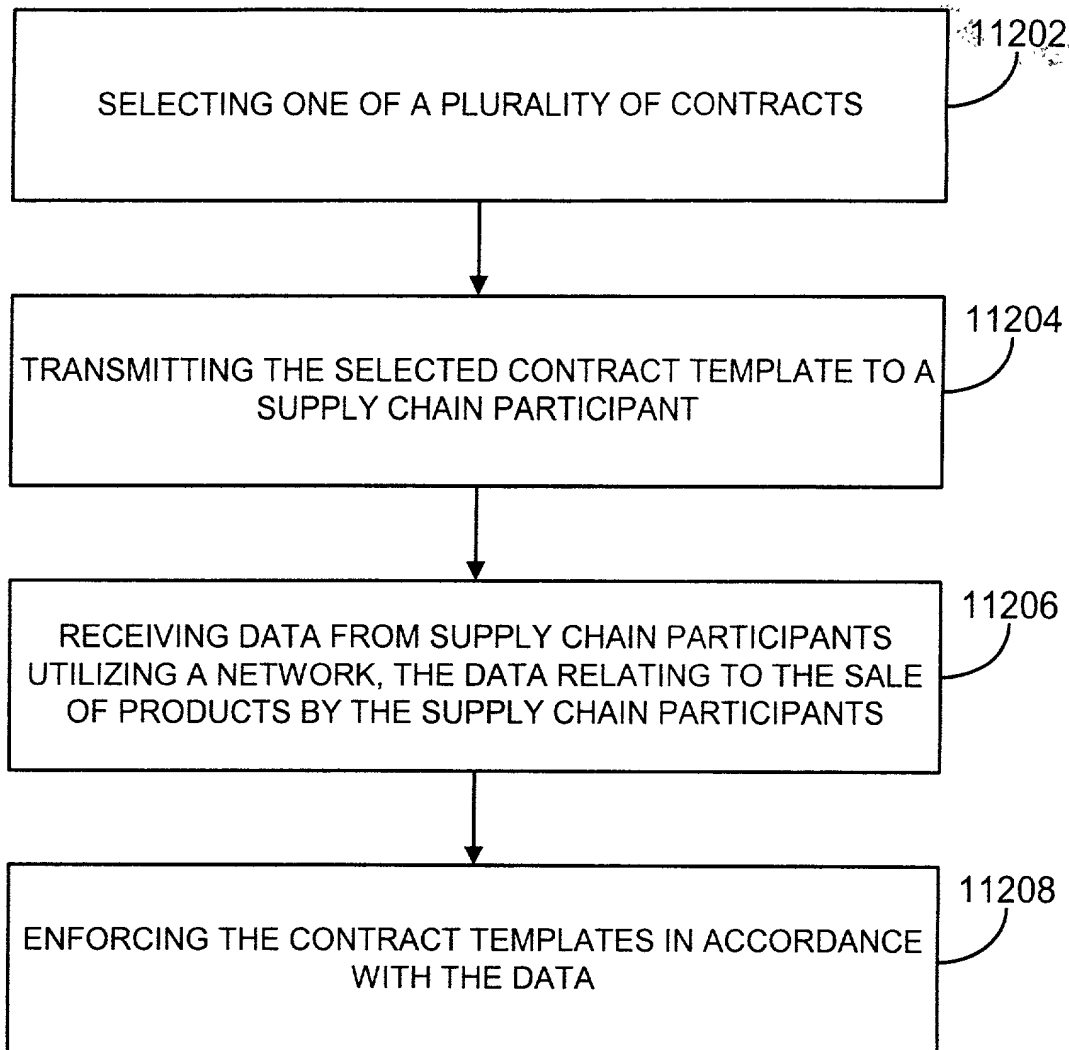 11202
SELECTING ONE OF A PLURALITY OF CONTRACTS
11204
TRANSMITTING THE SELECTED CONTRACT TEMPLATE TO A
SUPPLY CHAIN PARTICIPANT
11206
RECEIVING DATA FROM SUPPLY CHAIN PARTICIPANTS
UTILIZING A NETWORK, THE DATA RELATING TO THE SALE
OF PRODUCTS BY THE SUPPLY CHAIN PARTICIPANTS
11208
ENFORCING THE CONTRACT TEMPLATES IN ACCORDANCE
WITH THE DATA